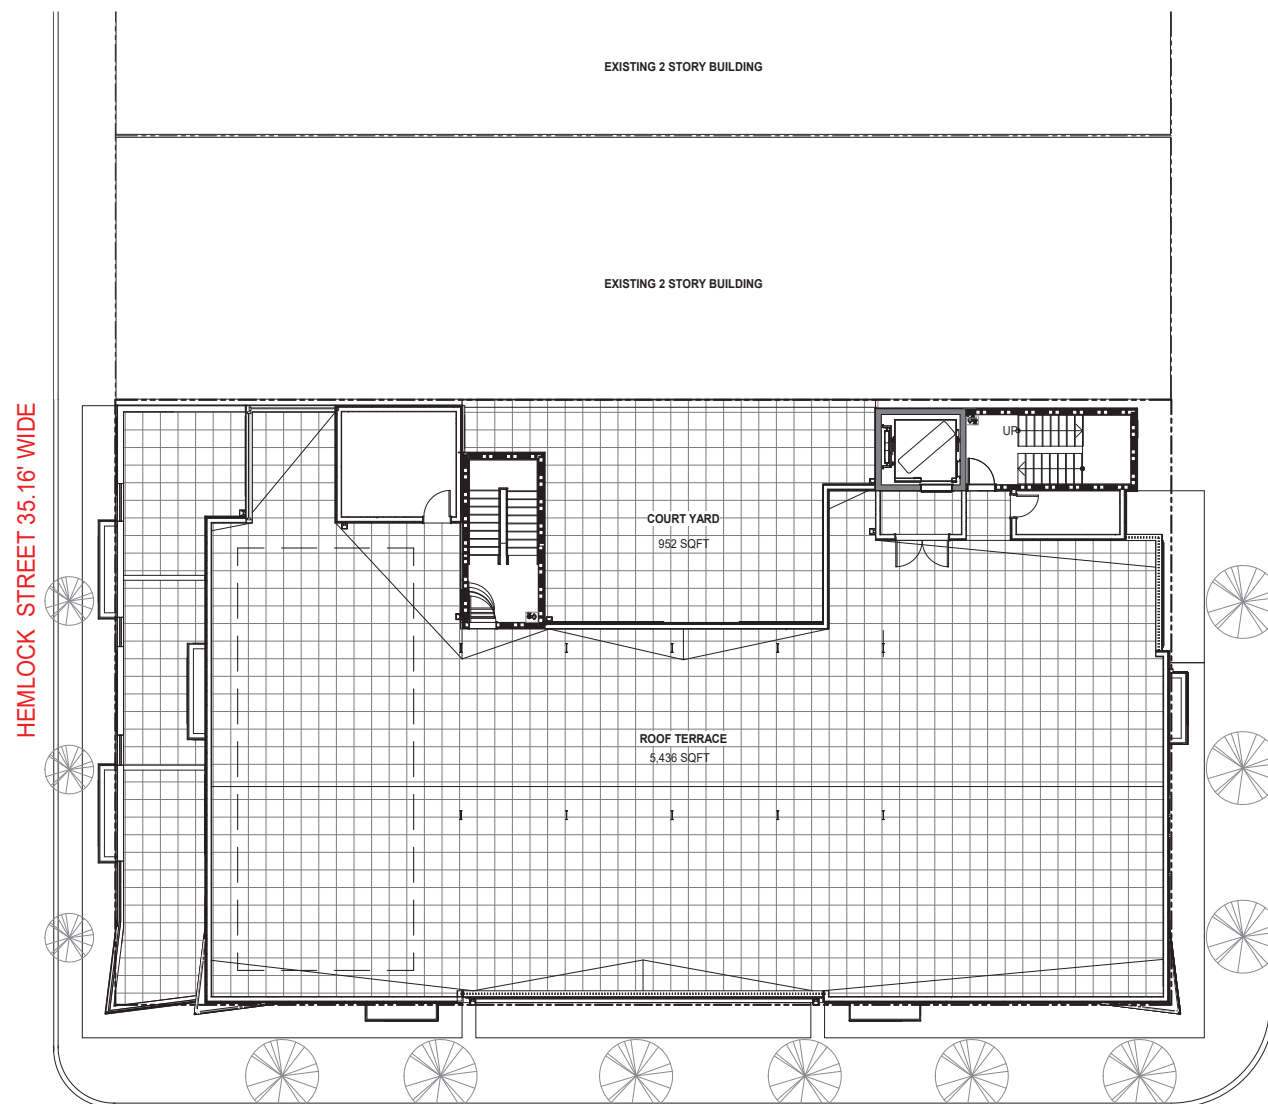 EXISTING 2 STORY BUILDING
EXISTING 2 STORY BUILDING
HEMLOCK STREET 35.16' WIDE
UP
COURT YARD
952 SQFT
ROOF TERRACE
5,436 SQFT